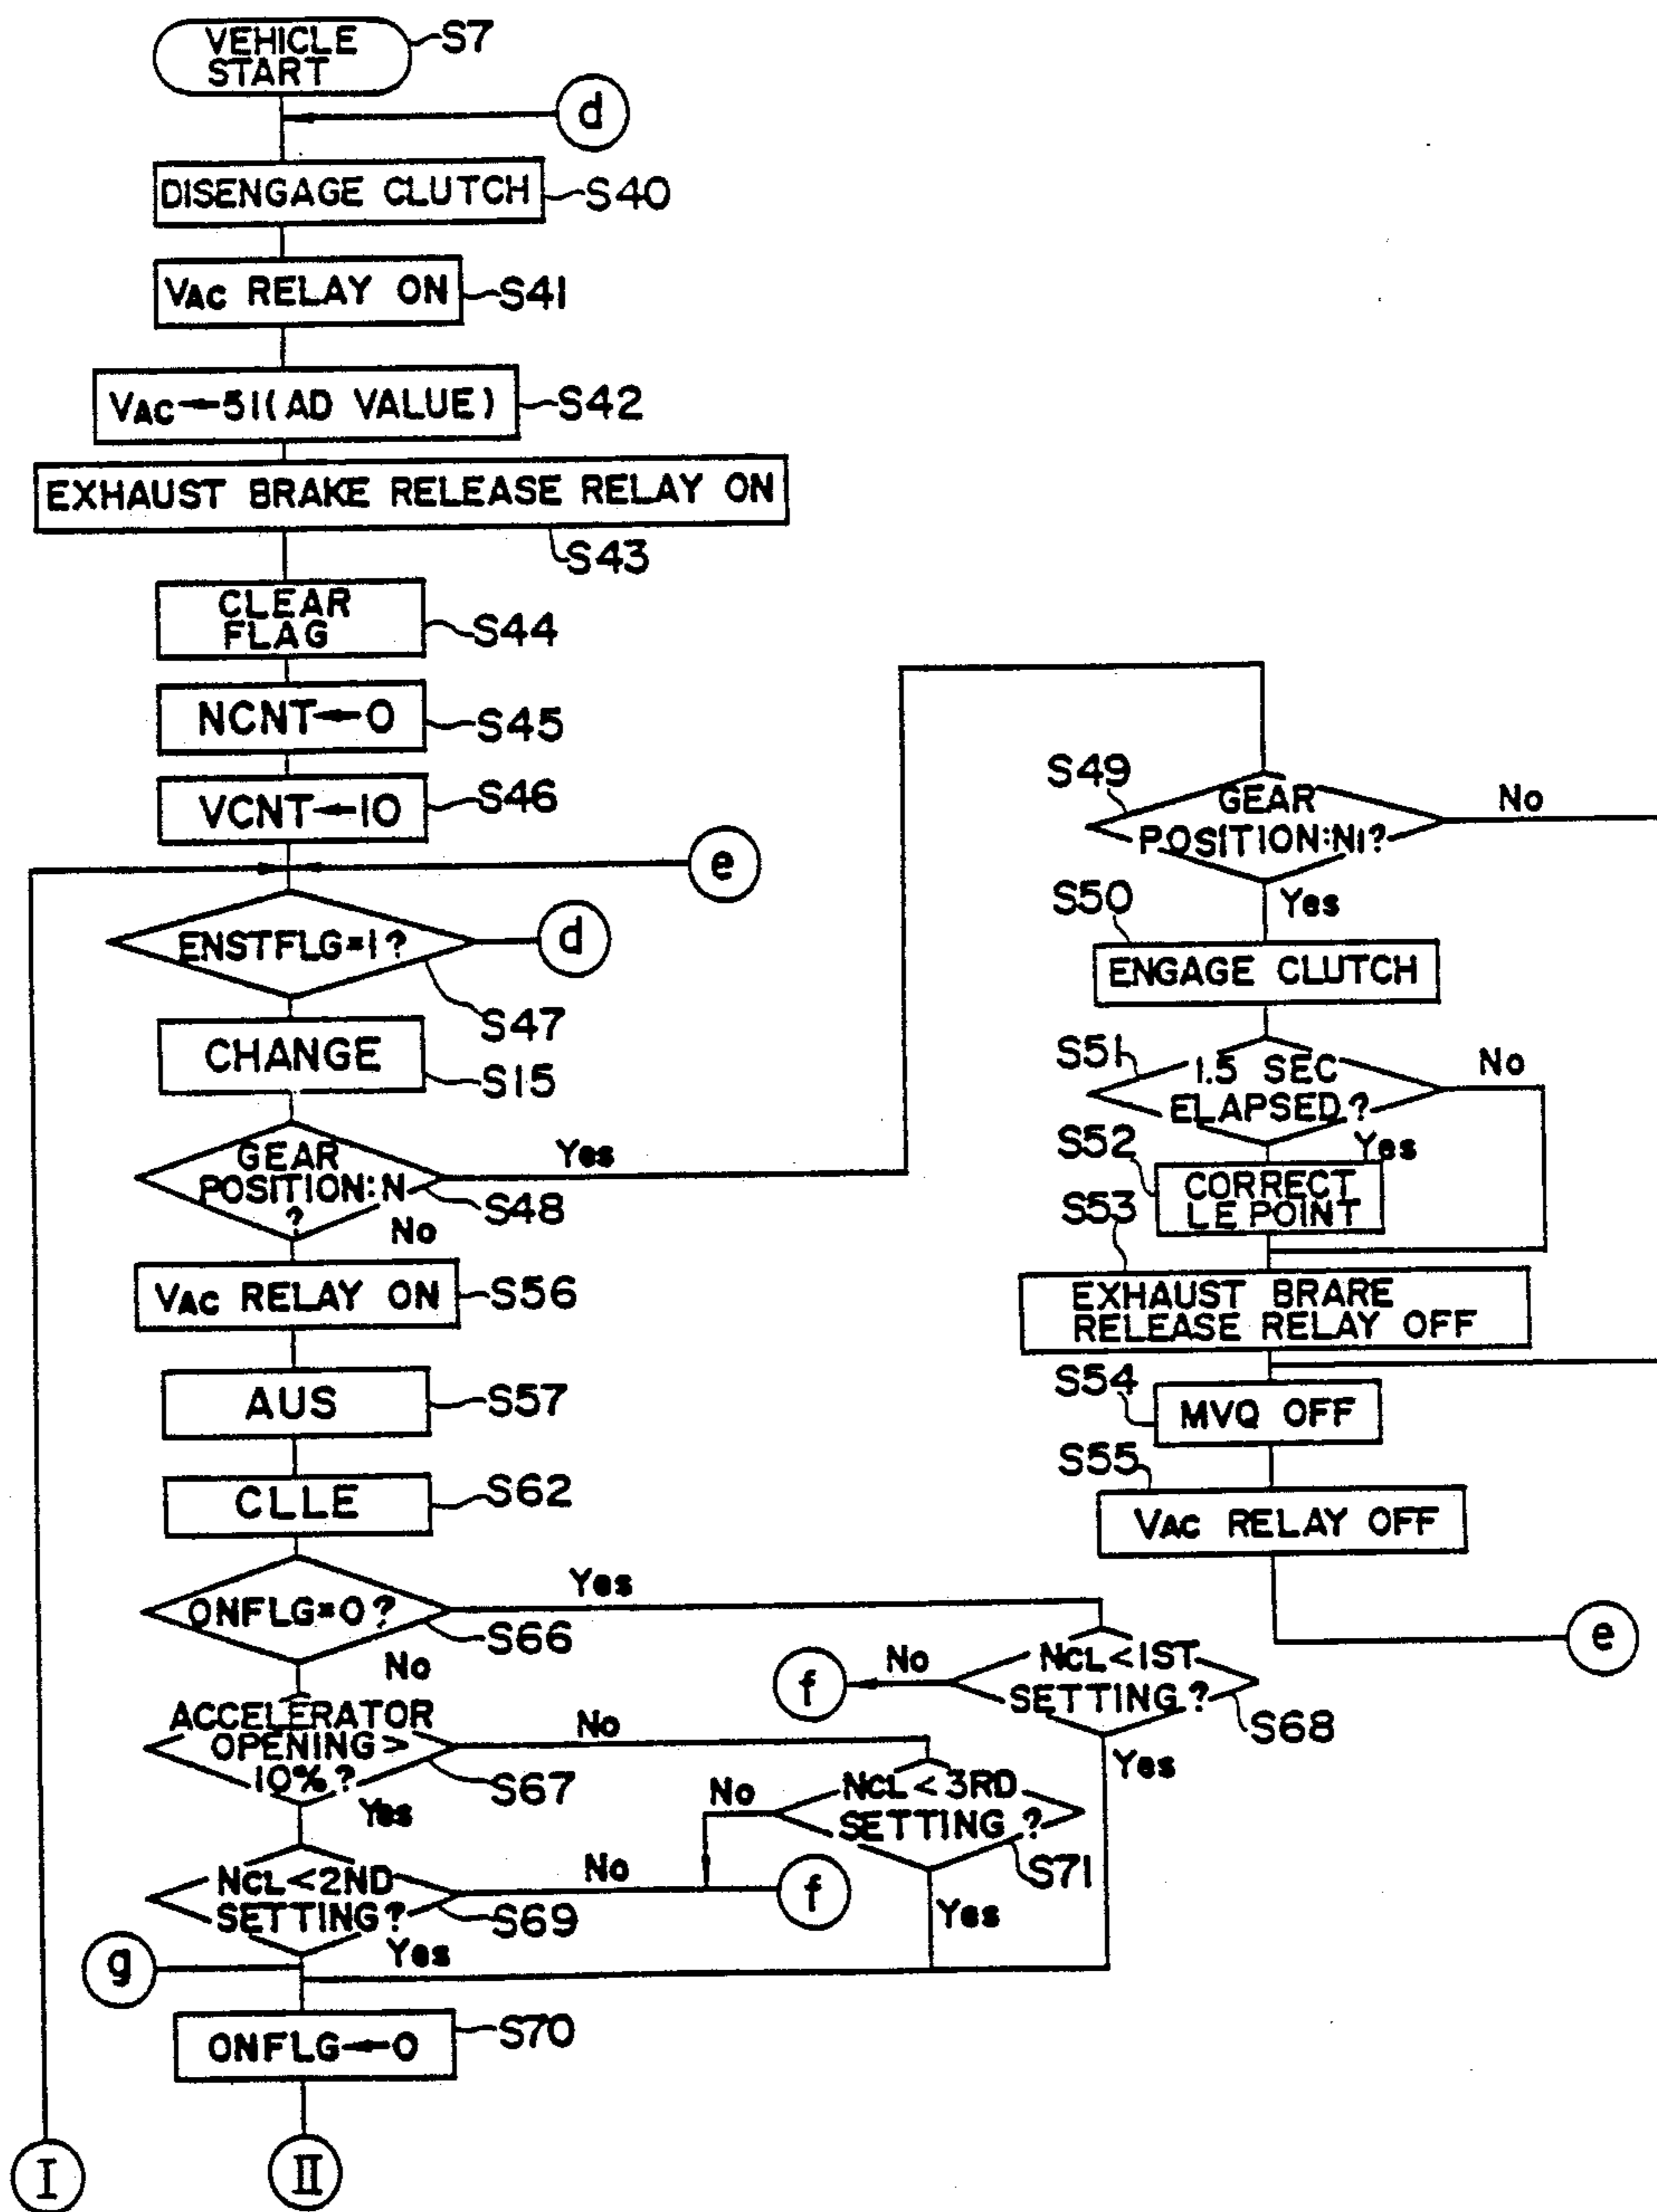 VEHICLE
START
S7
d
DISENGAGE CLUTCH
S40
VAC RELAY ON
S41
VAC←51(AD VALUE)
S42
EXHAUST BRAKE RELEASE RELAY ON
S43
CLEAR
FLAG
S44
NCNT←0
S45
VCNT←10
S46
e
ENSTFLG=1?
d
S47
CHANGE
S15
GEAR
POSITION:N
?
S48
Yes
No
VAC RELAY ON
S56
AUS
S57
CLLE
S62
ONFLG=0?
S66
Yes
No
ACCELERATOR
OPENING>
10%?
S67
No
Yes
NCL<2ND
SETTING?
S69
No
Yes
g
ONFLG←0
S70
I
II
S49
GEAR
POSITION:N1?
No
Yes
S50
ENGAGE CLUTCH
S51
1.5 SEC
ELAPSED?
No
Yes
S52
CORRECT
LE POINT
S53
EXHAUST BRARE
RELEASE RELAY OFF
S54
MVQ OFF
S55
VAC RELAY OFF
e
NCL<1ST
SETTING?
S68
No
f
Yes
NCL<3RD
SETTING?
S71
No
f
Yes